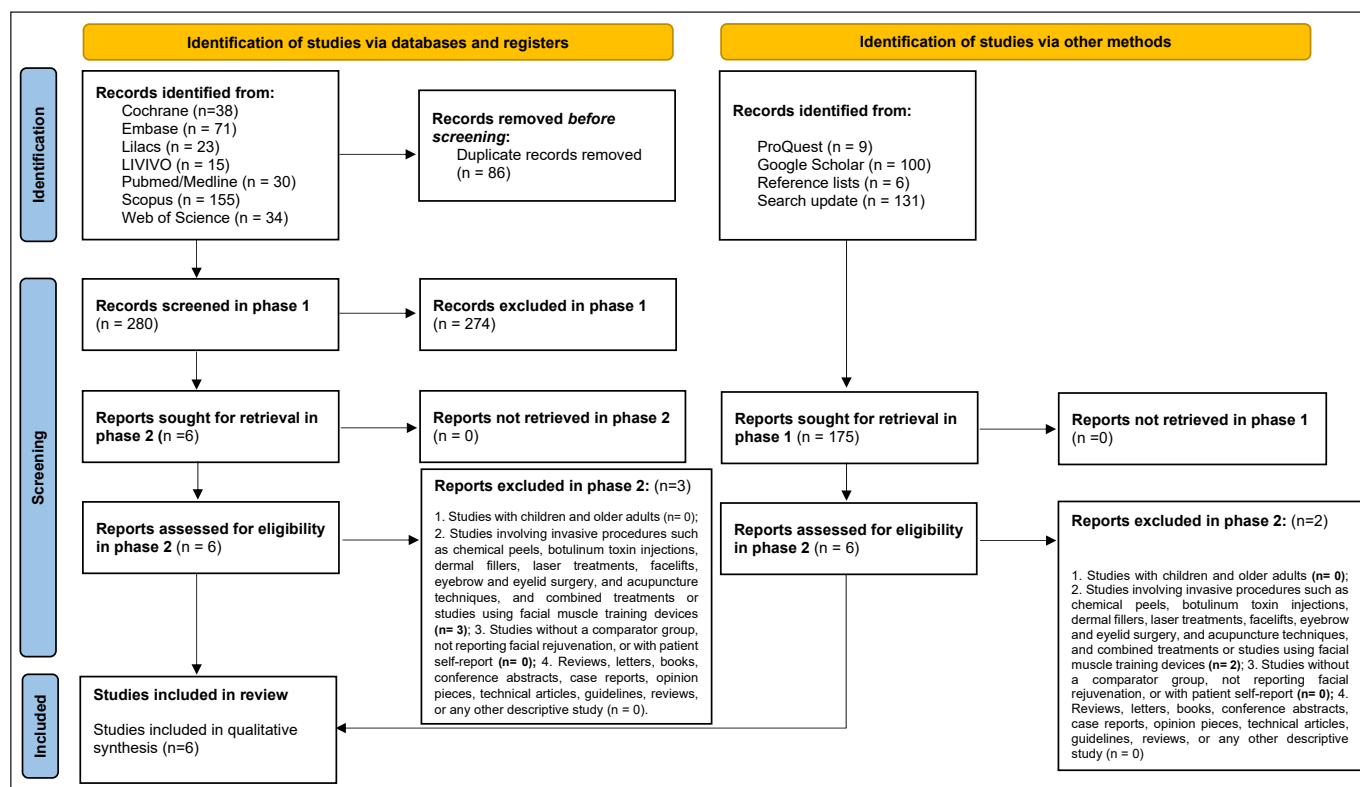 Identification of studies via databases and registers
Identification of studies via other methods
Identification
Records identified from:
Cochrane (n=38)
Embase (n = 71)
Lilacs (n = 23)
LIVIVO (n = 15)
Pubmed/Medline (n = 30)
Scopus (n = 155)
Web of Science (n = 34)
Records removed before
screening:
Duplicate records removed
(n = 86)
Records identified from:
ProQuest (n = 9)
Google Scholar (n = 100)
Reference lists (n = 6)
Search update (n = 131)
Screening
Records screened in phase 1
(n = 280)
Records excluded in phase 1
(n = 274)
Reports sought for retrieval in
phase 2 (n =6)
Reports not retrieved in phase 2
(n = 0)
Reports sought for retrieval in
phase 1 (n = 175)
Reports not retrieved in phase 1
(n =0)
Reports assessed for eligibility
in phase 2 (n = 6)
Reports excluded in phase 2: (n=3)
1. Studies with children and older adults (n= 0);
2. Studies involving invasive procedures such
as chemical peels, botulinum toxin injections,
dermal fillers, laser treatments, facelifts,
eyebrow and eyelid surgery, and acupuncture
techniques, and combined treatments or
studies using facial muscle training devices
(n= 3); 3. Studies without a comparator group,
not reporting facial rejuvenation, or with patient
self-report (n= 0); 4. Reviews, letters, books,
conference abstracts, case reports, opinion
pieces, technical articles, guidelines, reviews,
or any other descriptive study (n = 0).
Reports assessed for eligibility
in phase 2 (n = 6)
Reports excluded in phase 2: (n=2)
1. Studies with children and older adults (n= 0);
2. Studies involving invasive procedures such as
chemical peels, botulinum toxin injections,
dermal fillers, laser treatments, facelifts, eyebrow
and eyelid surgery, and acupuncture techniques,
and combined treatments or studies using facial
muscle training devices (n= 2); 3. Studies without
a comparator group, not reporting facial
rejuvenation, or with patient self-report (n= 0); 4.
Reviews, letters, books, conference abstracts,
case reports, opinion pieces, technical articles,
guidelines, reviews, or any other descriptive
study (n = 0)
Included
Studies included in review
Studies included in qualitative
synthesis (n=6)